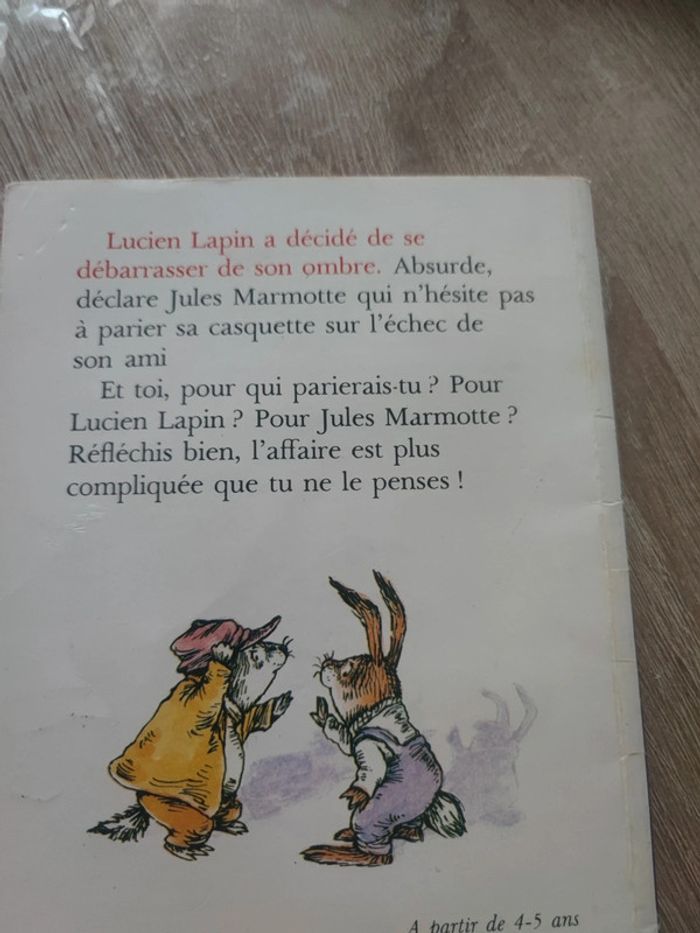 Lucien Lapin a décidé de se
débarrasser de son ombre. Absurde,
déclare Jules Marmotte qui n'hésite pas
à parier sa casquette sur l'échec de
son ami
Et toi, pour qui parierais-tu ? Pour
Lucien Lapin ? Pour Jules Marmotte ?
Réfléchis bien, l'affaire est plus
compliquée que tu ne le penses !
A partir de 4-5 ans